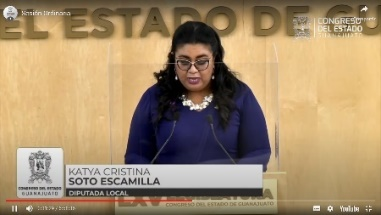 Sesión Ordinaria
EL ESTADO DE GU
CONGRESO
DEL ESTADO
GUANAJUATO
KATYA CRISTINA
SOTO ESCAMILLA
DIPUTADA LOCAL
CONGRESO DEL ESTADO
GUANAJUATO
LXV
CONGRESO DEL ESTADO DE GUANAJUATO
YouTube